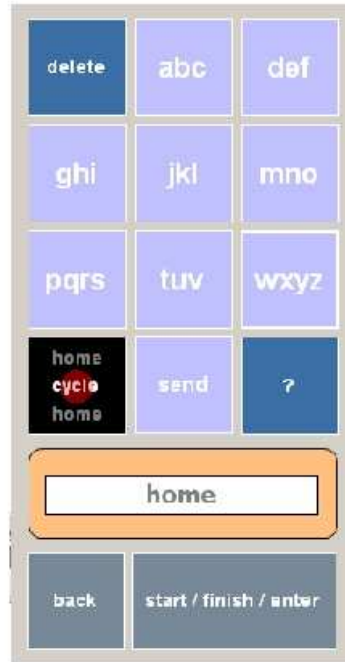 delete abc def
ghi jkl mno
pqrs tuv wxyz
home
cycle send ?
home
home
back start / finish / enter